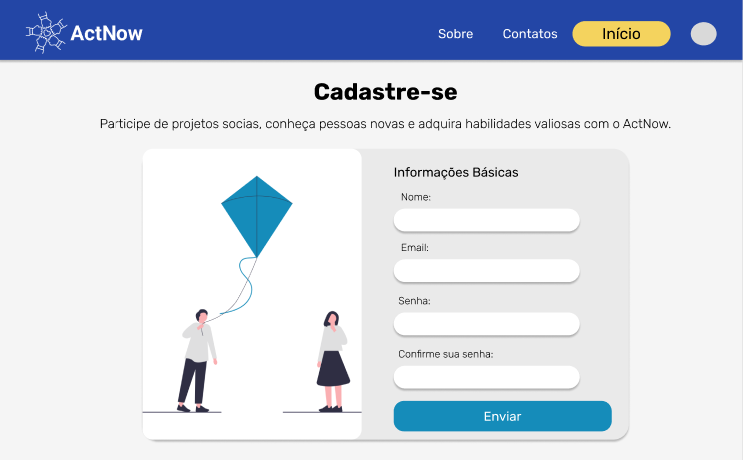 ActNow
Sobre
Contatos
Início
Cadastre-se
Participe de projetos socias, conheça pessoas novas e adquira habilidades valiosas com o ActNow.
Informações Básicas
Nome:
Email:
Senha:
Confirme sua senha:
Enviar